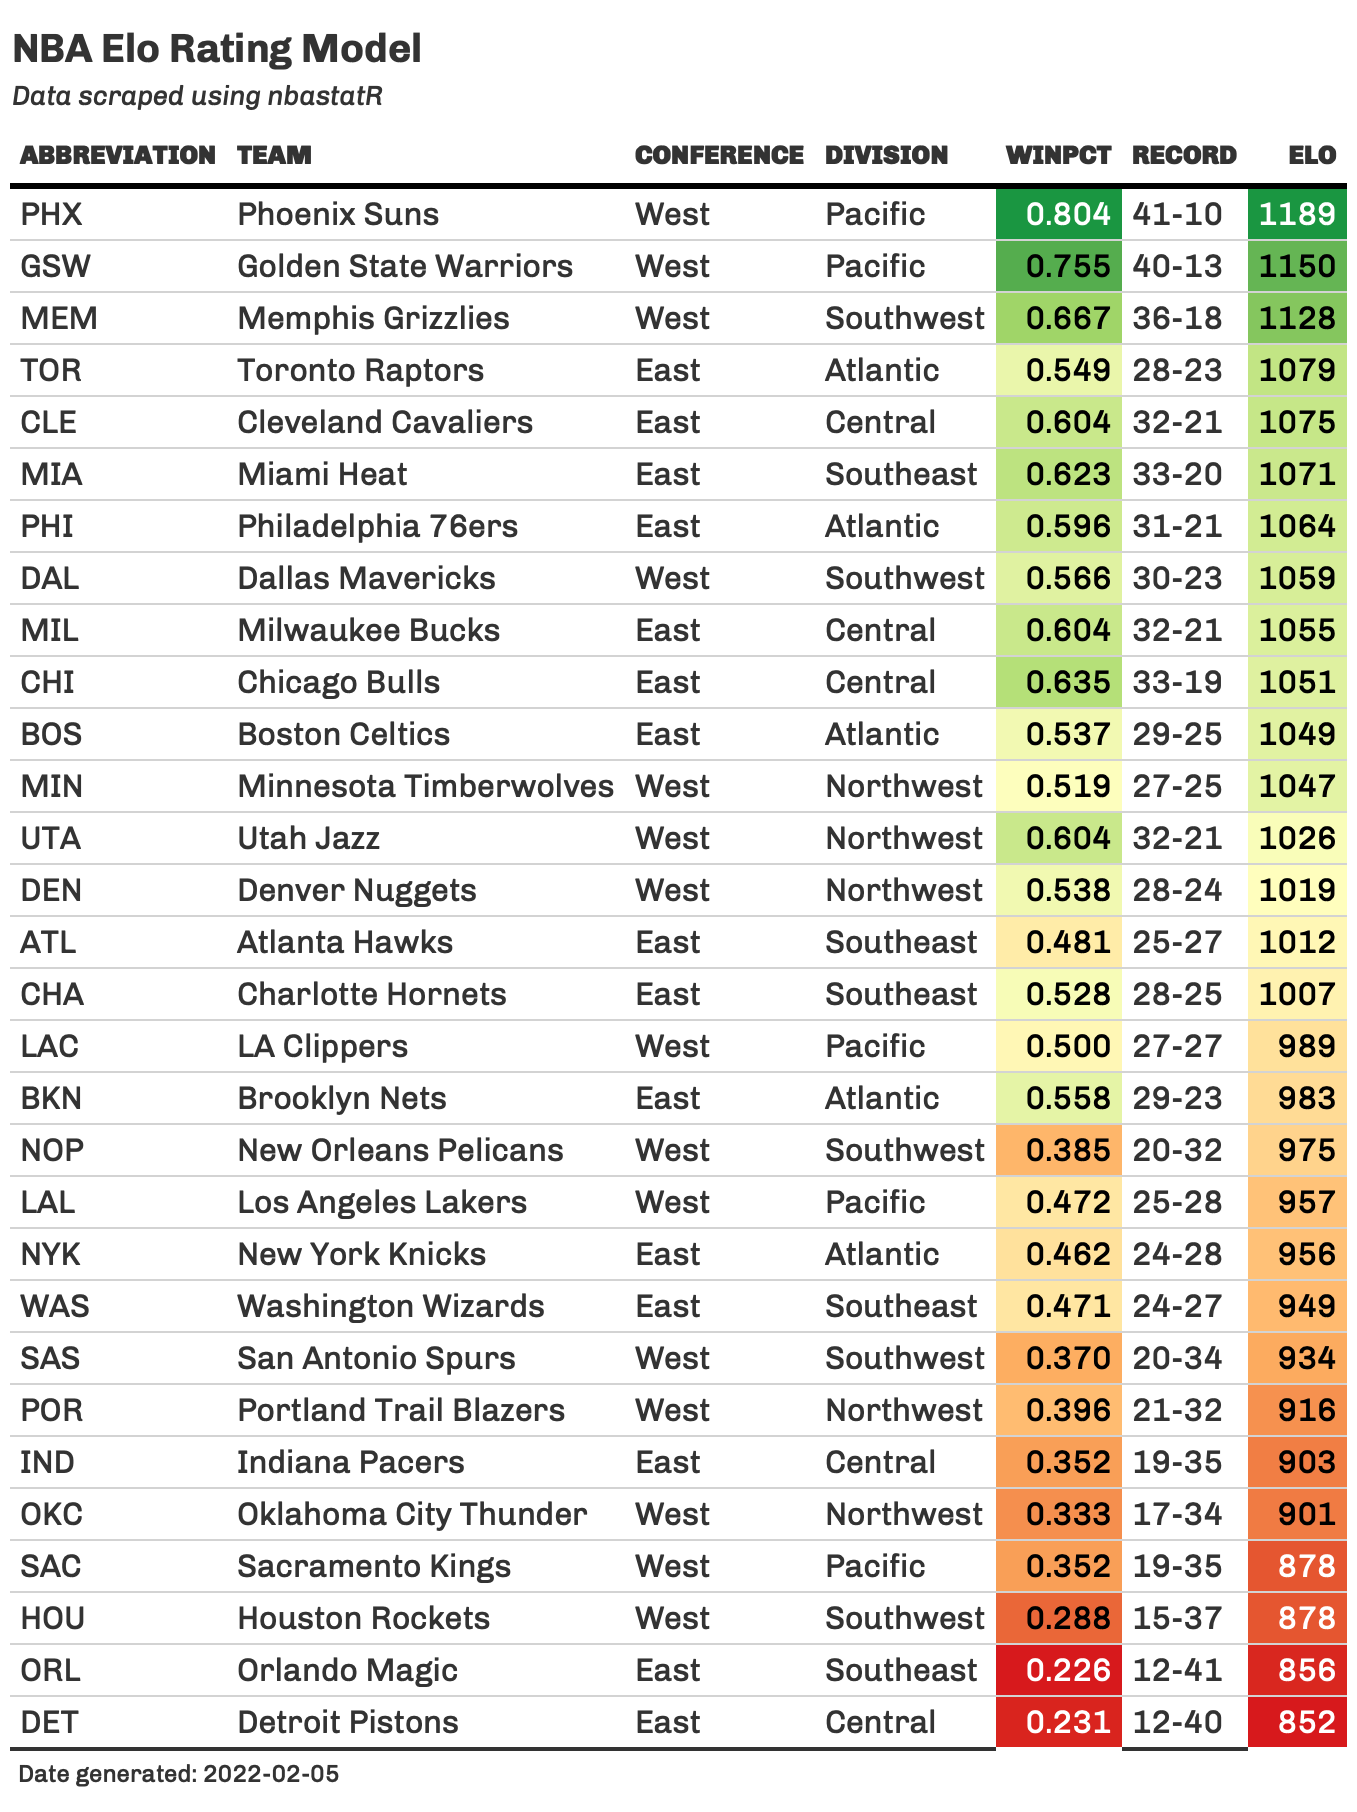 NBA Elo Rating Model
Data scraped using nbastatR
ABBREVIATION TEAM CONFERENCE DIVISION WINPCT RECORD ELO
PHX Phoenix Suns West Pacific 0.804 41-10 1189
GSW Golden State Warriors West Pacific 0.755 40-13 1150
MEM Memphis Grizzlies West Southwest 0.667 36-18 1128
TOR Toronto Raptors East Atlantic 0.549 28-23 1079
CLE Cleveland Cavaliers East Central 0.604 32-21 1075
MIA Miami Heat East Southeast 0.623 33-20 1071
PHI Philadelphia 76ers East Atlantic 0.596 31-21 1064
DAL Dallas Mavericks West Southwest 0.566 30-23 1059
MIL Milwaukee Bucks East Central 0.604 32-21 1055
CHI Chicago Bulls East Central 0.635 33-19 1051
BOS Boston Celtics East Atlantic 0.537 29-25 1049
MIN Minnesota Timberwolves West Northwest 0.519 27-25 1047
UTA Utah Jazz West Northwest 0.604 32-21 1026
DEN Denver Nuggets West Northwest 0.538 28-24 1019
ATL Atlanta Hawks East Southeast 0.481 25-27 1012
CHA Charlotte Hornets East Southeast 0.528 28-25 1007
LAC LA Clippers West Pacific 0.500 27-27 989
BKN Brooklyn Nets East Atlantic 0.558 29-23 983
NOP New Orleans Pelicans West Southwest 0.385 20-32 975
LAL Los Angeles Lakers West Pacific 0.472 25-28 957
NYK New York Knicks East Atlantic 0.462 24-28 956
WAS Washington Wizards East Southeast 0.471 24-27 949
SAS San Antonio Spurs West Southwest 0.370 20-34 934
POR Portland Trail Blazers West Northwest 0.396 21-32 916
IND Indiana Pacers East Central 0.352 19-35 903
OKC Oklahoma City Thunder West Northwest 0.333 17-34 901
SAC Sacramento Kings West Pacific 0.352 19-35 878
HOU Houston Rockets West Southwest 0.288 15-37 878
ORL Orlando Magic East Southeast 0.226 12-41 856
DET Detroit Pistons East Central 0.231 12-40 852
Date generated: 2022-02-05